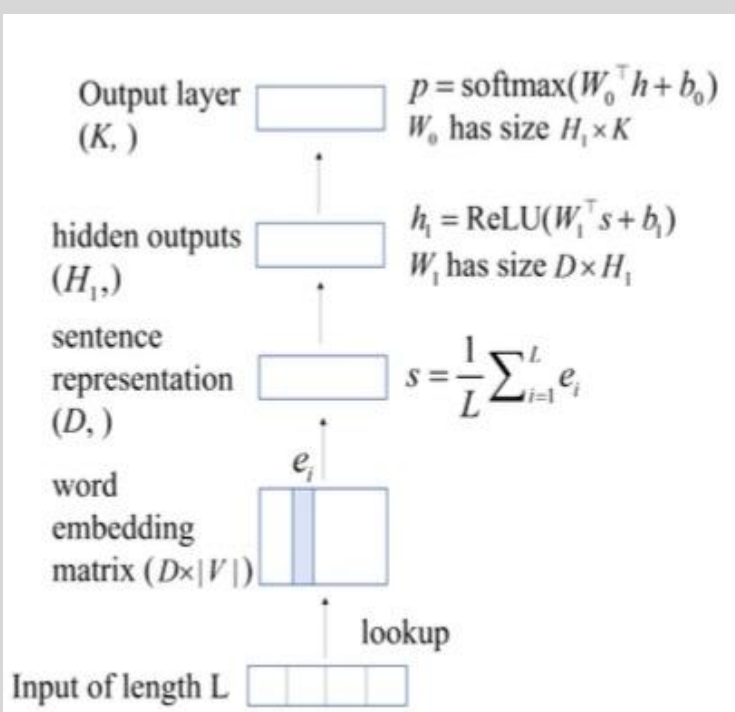 Output layer
(K, )
p = softmax(W₀ᵀh + b₀)
W₀ has size H₁ × K
hidden outputs
(H₁,)
h₁ = ReLU(W₁ᵀs + b₁)
W₁ has size D × H₁
sentence
representation
(D, )
s = 1/L ∑ᵢ₌₁ᴸ eᵢ
eᵢ
word
embedding
matrix (D×|V|)
lookup
Input of length L